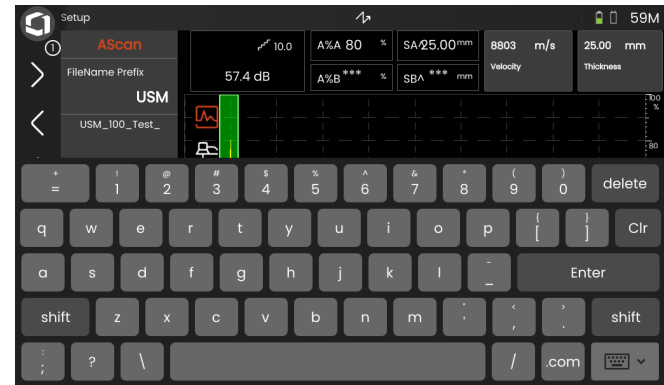 Setup
59M
1
AScan
10.0
A%A 80 %
SA 25.00 mm
8803 m/s
25.00 mm
FileName Prefix
57.4 dB
A%B *** %
SB^ *** mm
Velocity
Thickness
USM
USM_100_Test_
100
%
80
+ ! @ # $ % ^ & * ( )
= 1 2 3 4 5 6 7 8 9 0 delete
{ }
q w e r t y u i o p [ ] Clr
a s d f g h j k l - _ Enter
" < >
shift z x c v b n m ' , . shift
: ; ? \ / .com